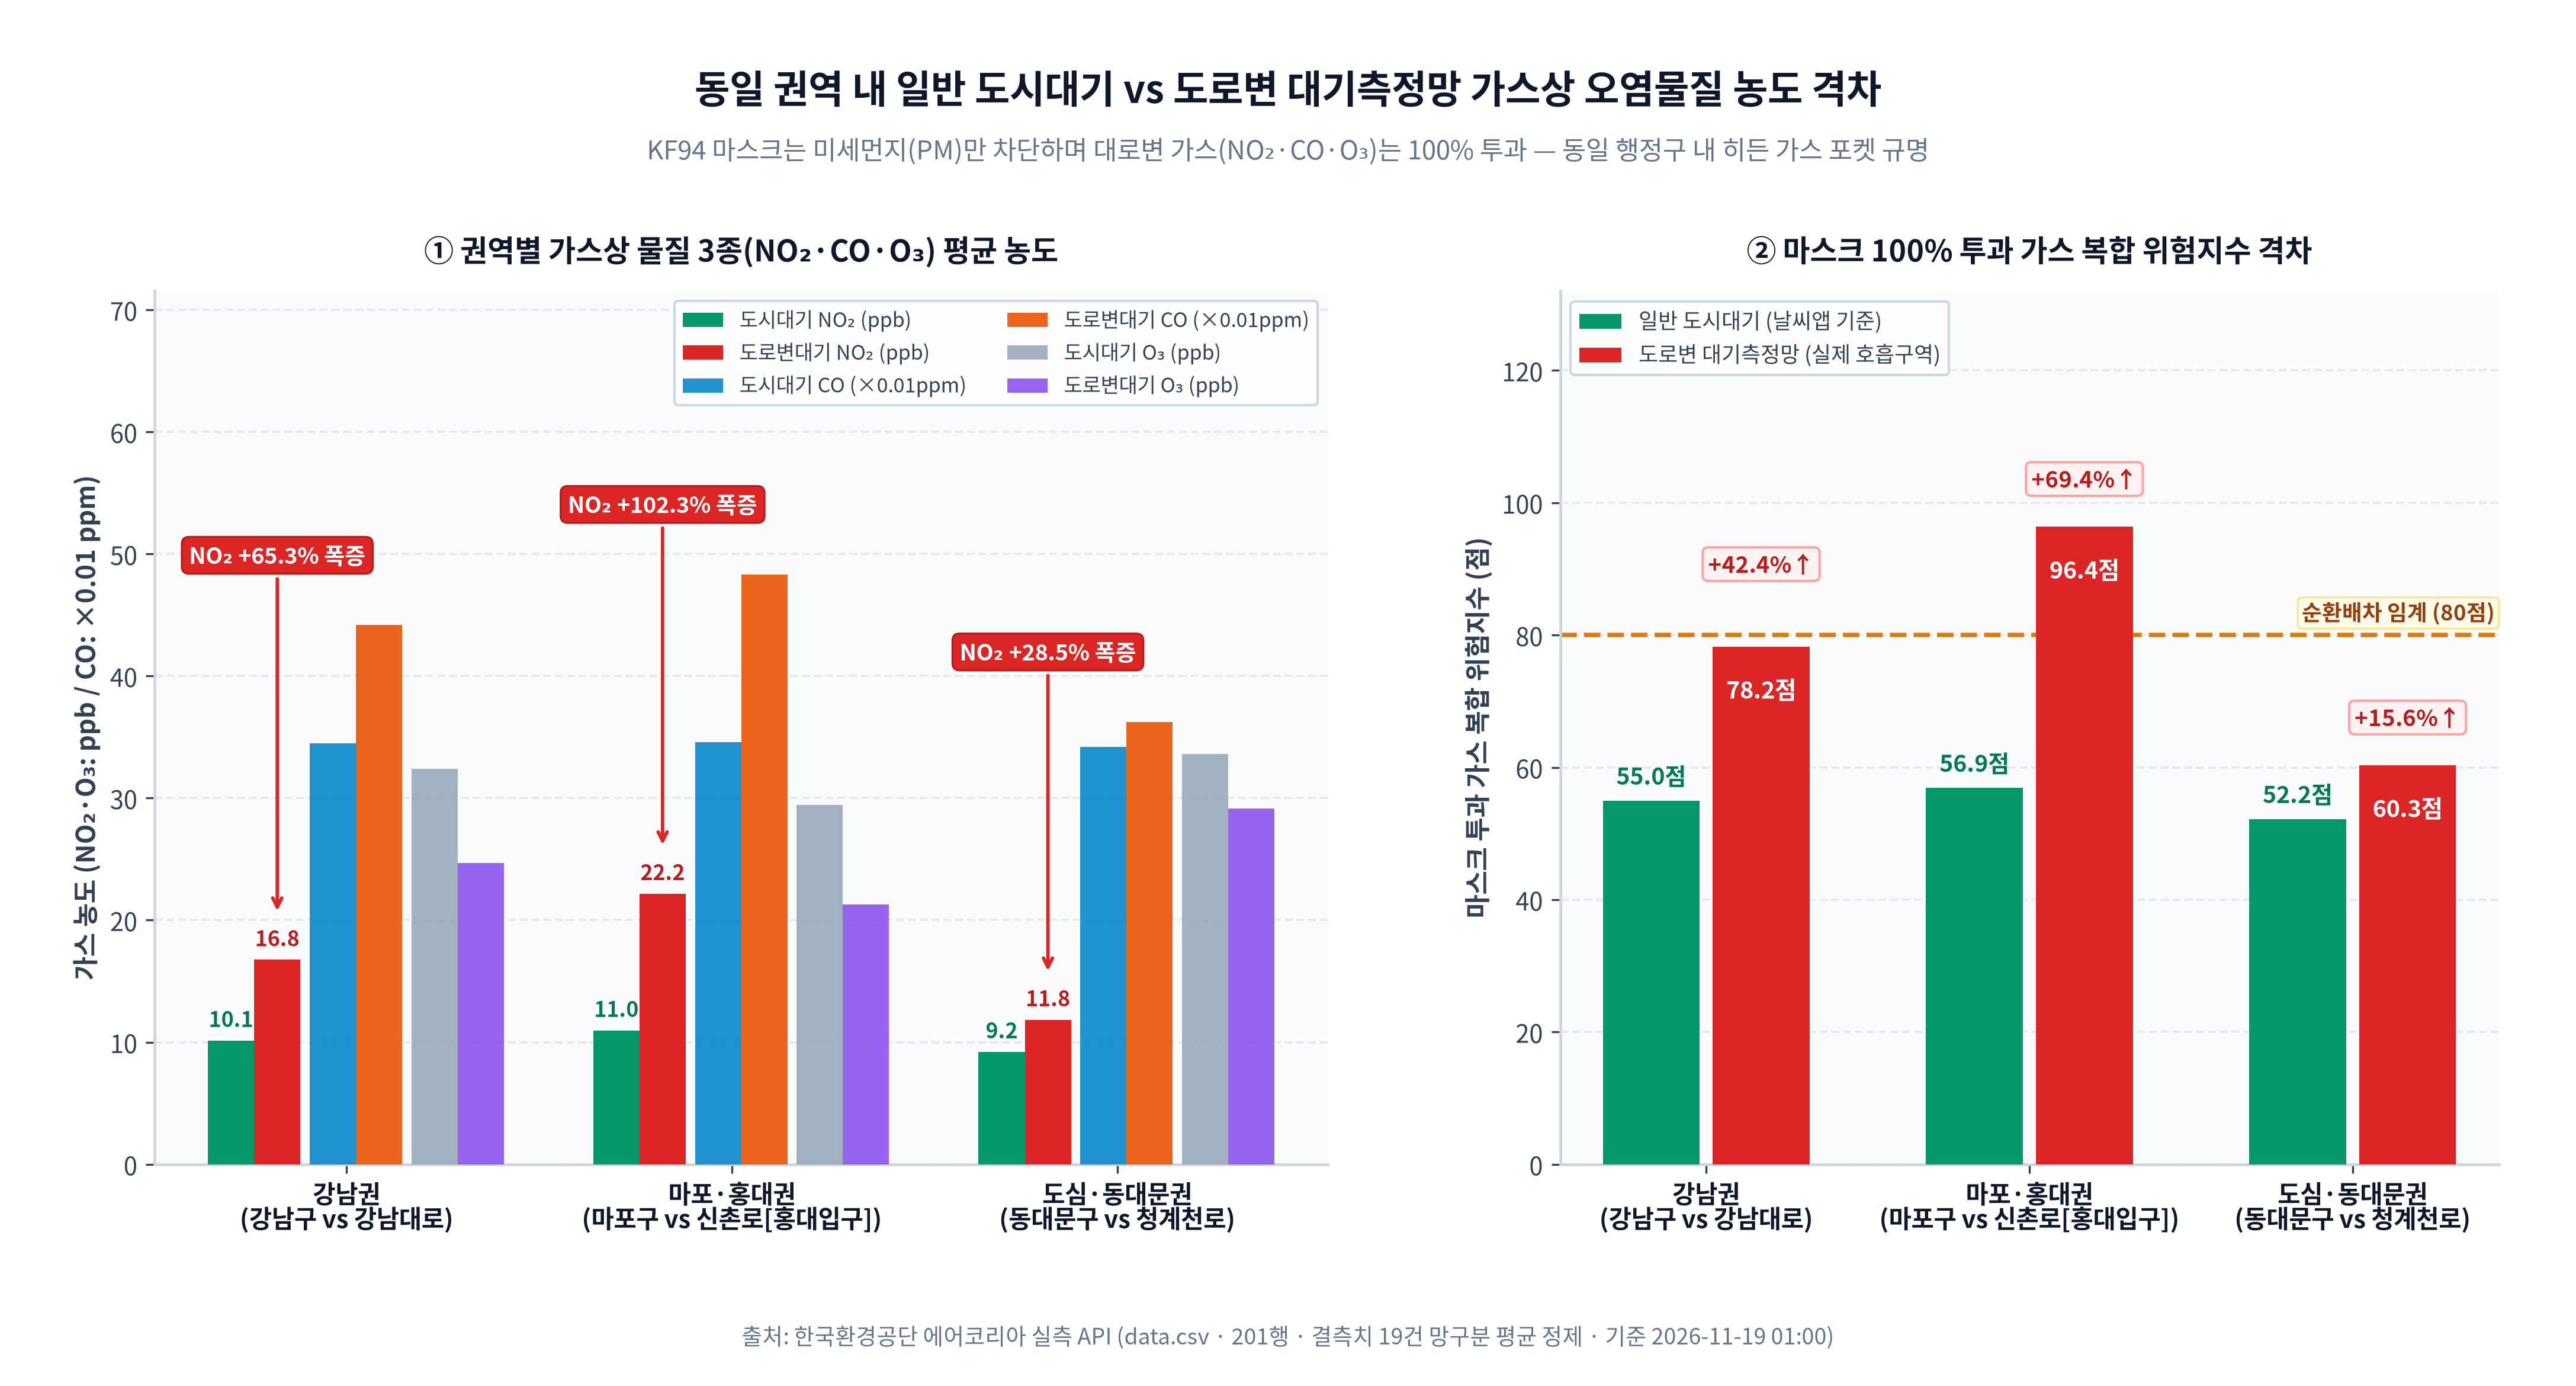 동일 권역 내 일반 도시대기 vs 도로변 대기측정망 가스상 오염물질 농도 격차
KF94 마스크는 미세먼지(PM)만 차단하며 대로변 가스(NO₂·CO·O₃)는 100% 투과 — 동일 행정구 내 히든 가스 포켓 규명
① 권역별 가스상 물질 3종(NO₂·CO·O₃) 평균 농도
가스 농도 (NO₂·O₃: ppb / CO: ×0.01 ppm)
70
60
50
40
30
20
10
0
도시대기 NO₂ (ppb)
도로변대기 NO₂ (ppb)
도시대기 CO (×0.01ppm)
도로변대기 CO (×0.01ppm)
도시대기 O₃ (ppb)
도로변대기 O₃ (ppb)
NO₂ +65.3% 폭증
NO₂ +102.3% 폭증
NO₂ +28.5% 폭증
10.1
16.8
11.0
22.2
9.2
11.8
강남권
(강남구 vs 강남대로)
마포·홍대권
(마포구 vs 신촌로[홍대입구])
도심·동대문권
(동대문구 vs 청계천로)
② 마스크 100% 투과 가스 복합 위험지수 격차
마스크 투과 가스 복합 위험지수 (점)
120
100
80
60
40
20
0
일반 도시대기 (날씨앱 기준)
도로변 대기측정망 (실제 호흡구역)
+42.4%↑
+69.4%↑
+15.6%↑
순환배차 임계 (80점)
55.0점
78.2점
56.9점
96.4점
52.2점
60.3점
강남권
(강남구 vs 강남대로)
마포·홍대권
(마포구 vs 신촌로[홍대입구])
도심·동대문권
(동대문구 vs 청계천로)
출처: 한국환경공단 에어코리아 실측 API (data.csv · 201행 · 결측치 19건 망구분 평균 정제 · 기준 2026-11-19 01:00)